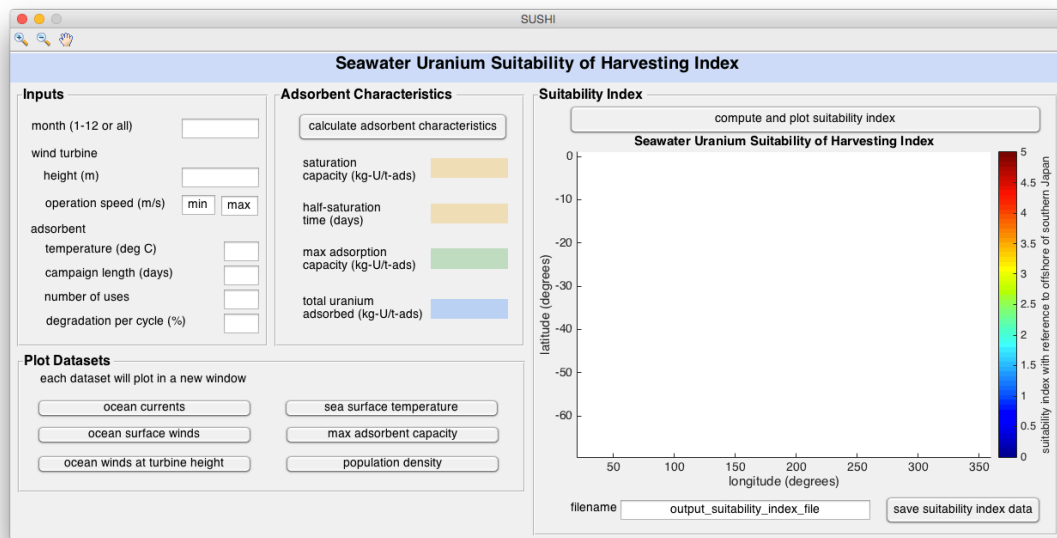 SUSHI
Seawater Uranium Suitability of Harvesting Index
Inputs
month (1-12 or all)
wind turbine
height (m)
operation speed (m/s)
min
max
adsorbent
temperature (deg C)
campaign length (days)
number of uses
degradation per cycle (%)
Adsorbent Characteristics
calculate adsorbent characteristics
saturation
capacity (kg-U/t-ads)
half-saturation
time (days)
max adsorption
capacity (kg-U/t-ads)
total uranium
adsorbed (kg-U/t-ads)
Plot Datasets
each dataset will plot in a new window
ocean currents
sea surface temperature
ocean surface winds
max adsorbent capacity
ocean winds at turbine height
population density
Suitability Index
compute and plot suitability index
Seawater Uranium Suitability of Harvesting Index
latitude (degrees)
0
-10
-20
-30
-40
-50
-60
50
100
150
200
250
300
350
longitude (degrees)
5
4.5
4
3.5
3
2.5
2
1.5
1
0.5
0
suitability index with reference to offshore of southern Japan
filename
output_suitability_index_file
save suitability index data